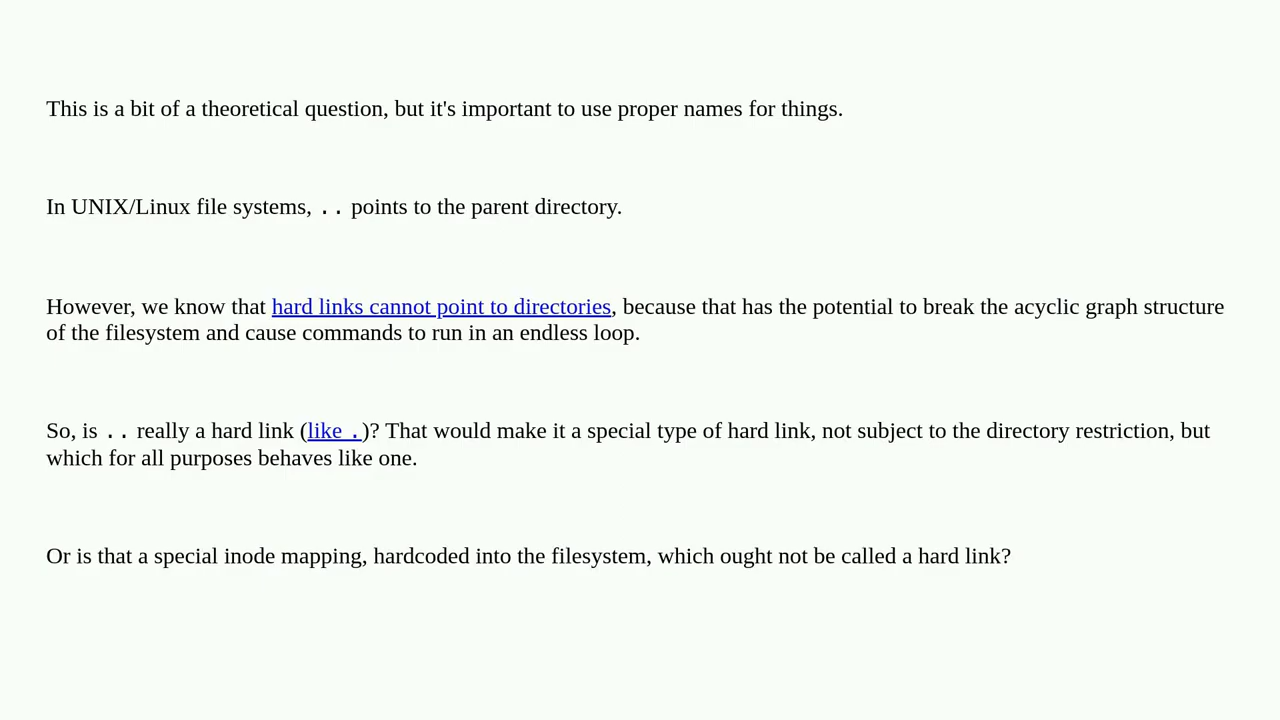 This is a bit of a theoretical question, but it's important to use proper names for things.
In UNIX/Linux file systems, .. points to the parent directory.
However, we know that hard links cannot point to directories, because that has the potential to break the acyclic graph structure
of the filesystem and cause commands to run in an endless loop.
So, is .. really a hard link (like .)? That would make it a special type of hard link, not subject to the directory restriction, but
which for all purposes behaves like one.
Or is that a special inode mapping, hardcoded into the filesystem, which ought not be called a hard link?